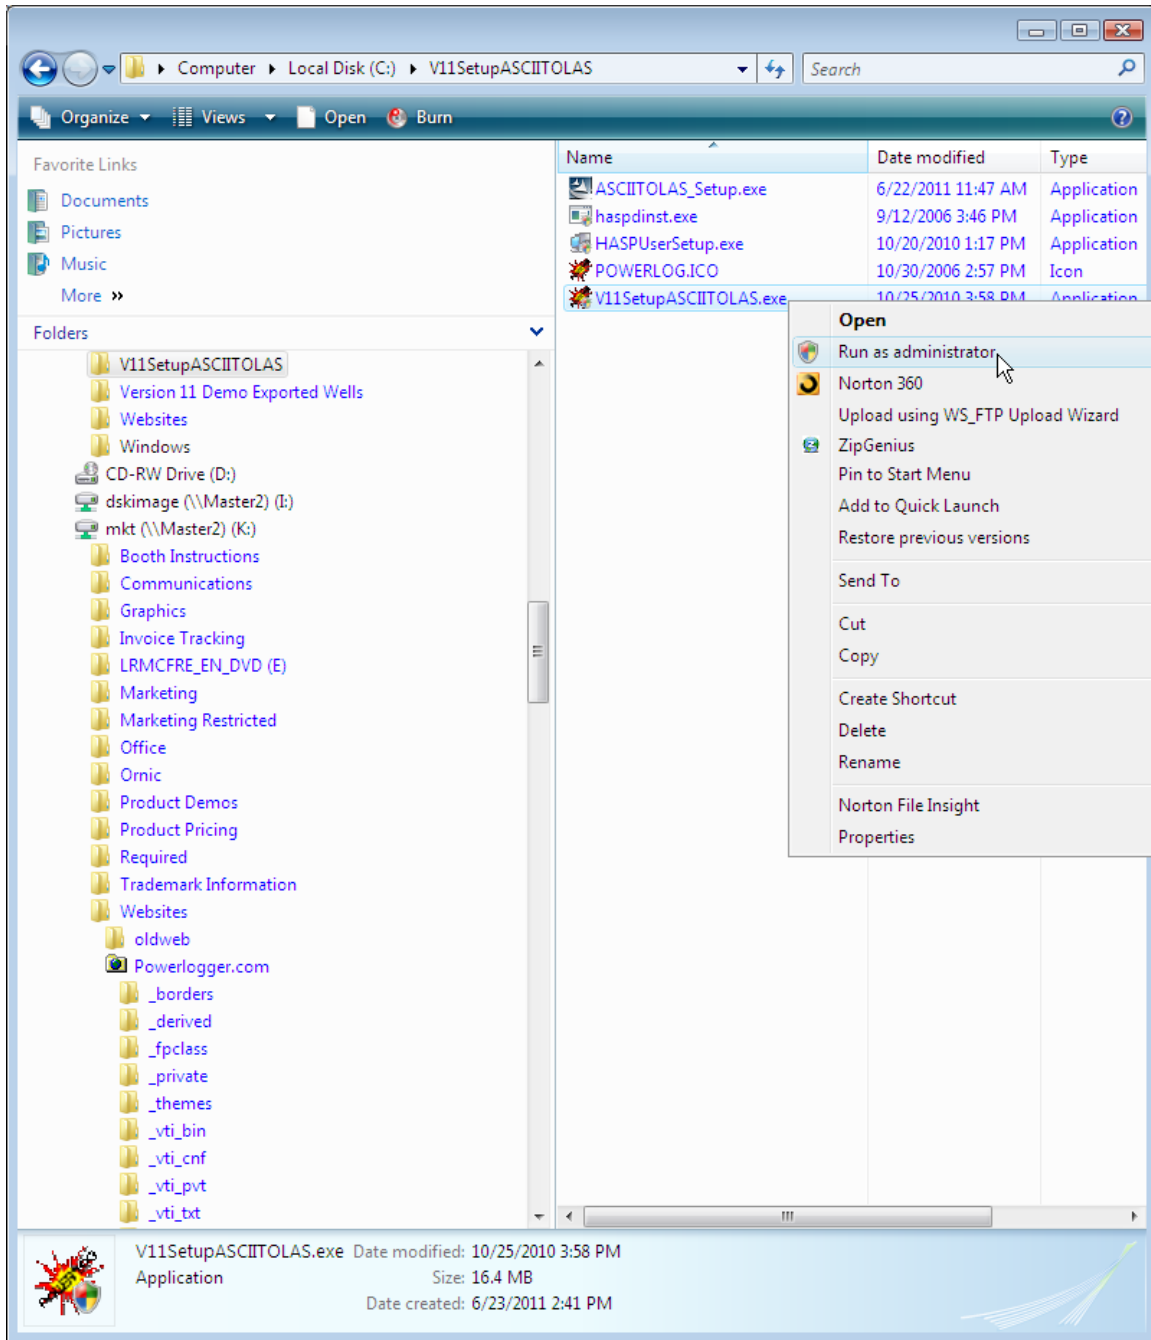 Computer Local Disk (C:) V11SetupASCIITOLAS Search
Organize Views Open Burn
Favorite Links
Documents
Pictures
Music
More »
Folders
V11SetupASCIITOLAS
Version 11 Demo Exported Wells
Websites
Windows
CD-RW Drive (D:)
dskimage (\\Master2) (I:)
mkt (\\Master2) (K:)
Booth Instructions
Communications
Graphics
Invoice Tracking
LRMCFRE_EN_DVD (E)
Marketing
Marketing Restricted
Office
Ornic
Product Demos
Product Pricing
Required
Trademark Information
Websites
oldweb
Powerlogger.com
_borders
_derived
_fpclass
_private
_themes
_vti_bin
_vti_cnf
_vti_pvt
_vti_txt
Name Date modified Type
ASCIITOLAS_Setup.exe 6/22/2011 11:47 AM Application
haspdinst.exe 9/12/2006 3:46 PM Application
HASPUserSetup.exe 10/20/2010 1:17 PM Application
POWERLOG.ICO 10/30/2006 2:57 PM Icon
V11SetupASCIITOLAS.exe 10/25/2010 3:58 PM Application
Open
Run as administrator
Norton 360
Upload using WS_FTP Upload Wizard
ZipGenius
Pin to Start Menu
Add to Quick Launch
Restore previous versions
Send To
Cut
Copy
Create Shortcut
Delete
Rename
Norton File Insight
Properties
V11SetupASCIITOLAS.exe Date modified: 10/25/2010 3:58 PM
Application Size: 16.4 MB
Date created: 6/23/2011 2:41 PM